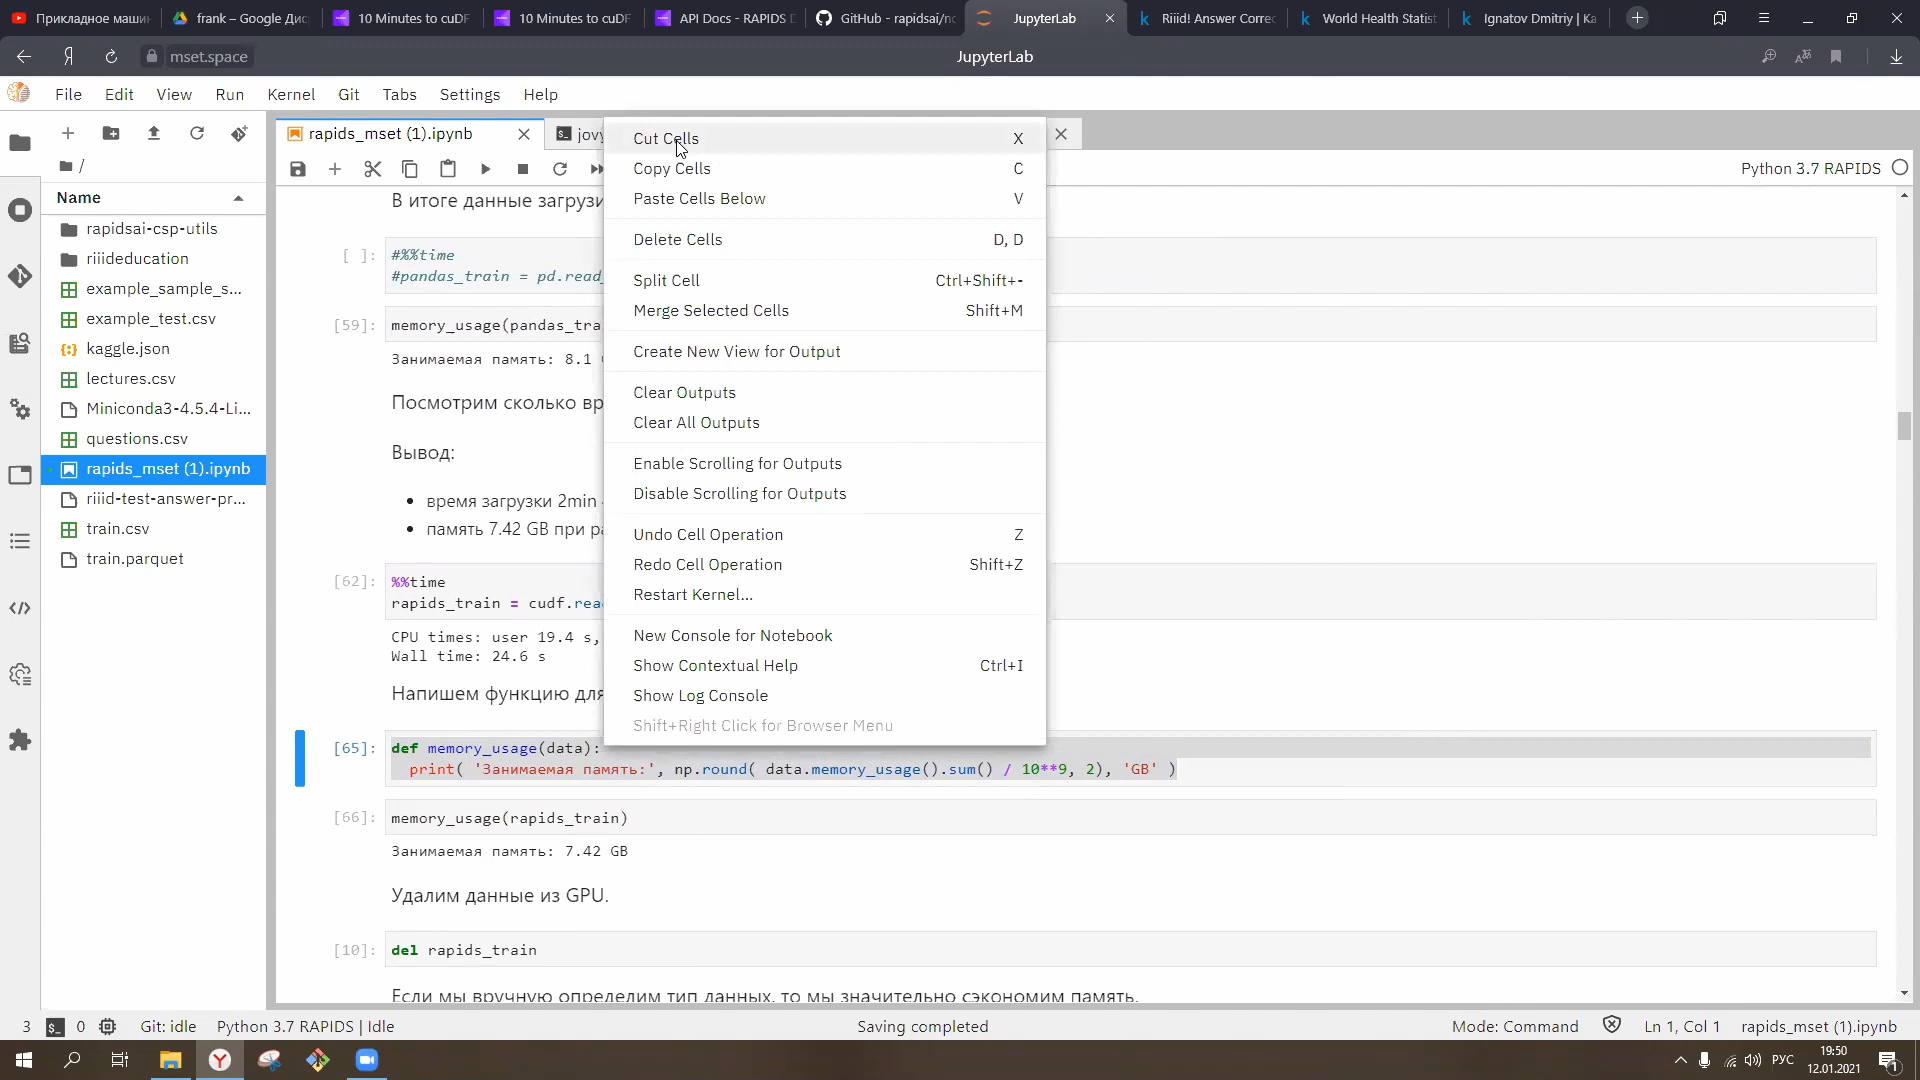 Прикладное машин
frank – Google Дис
10 Minutes to cuDF
10 Minutes to cuDF
API Docs - RAPIDS D
GitHub - rapidsai/no
JupyterLab
Riiid! Answer Correc
World Health Statist
Ignatov Dmitriy | Ka
mset.space
JupyterLab
File Edit View Run Kernel Git Tabs Settings Help
rapids_mset (1).ipynb
jovy
Python 3.7 RAPIDS
/
Name
rapidsai-csp-utils
riiideducation
example_sample_s...
example_test.csv
kaggle.json
lectures.csv
Miniconda3-4.5.4-Li...
questions.csv
rapids_mset (1).ipynb
riiid-test-answer-pr...
train.csv
train.parquet
Cut Cells X
Copy Cells C
Paste Cells Below V
Delete Cells D, D
Split Cell Ctrl+Shift+-
Merge Selected Cells Shift+M
Create New View for Output
Clear Outputs
Clear All Outputs
Enable Scrolling for Outputs
Disable Scrolling for Outputs
Undo Cell Operation Z
Redo Cell Operation Shift+Z
Restart Kernel...
New Console for Notebook
Show Contextual Help Ctrl+I
Show Log Console
Shift+Right Click for Browser Menu
В итоге данные загрузи
[ ]: #%%time
#pandas_train = pd.read_
[59]: memory_usage(pandas_trai
Занимаемая память: 8.1
Посмотрим сколько вр
Вывод:
• время загрузки 2min
• память 7.42 GB при ра
[62]: %%time
rapids_train = cudf.read
CPU times: user 19.4 s,
Wall time: 24.6 s
Напишем функцию для
[65]: def memory_usage(data):
print( 'Занимаемая память:', np.round( data.memory_usage().sum() / 10**9, 2), 'GB' )
[66]: memory_usage(rapids_train)
Занимаемая память: 7.42 GB
Удалим данные из GPU.
[10]: del rapids_train
Если мы вручную определим тип данных, то мы значительно сэкономим память.
3 0 Git: idle Python 3.7 RAPIDS | Idle Saving completed Mode: Command Ln 1, Col 1 rapids_mset (1).ipynb
РУС
19:50
12.01.2021
1